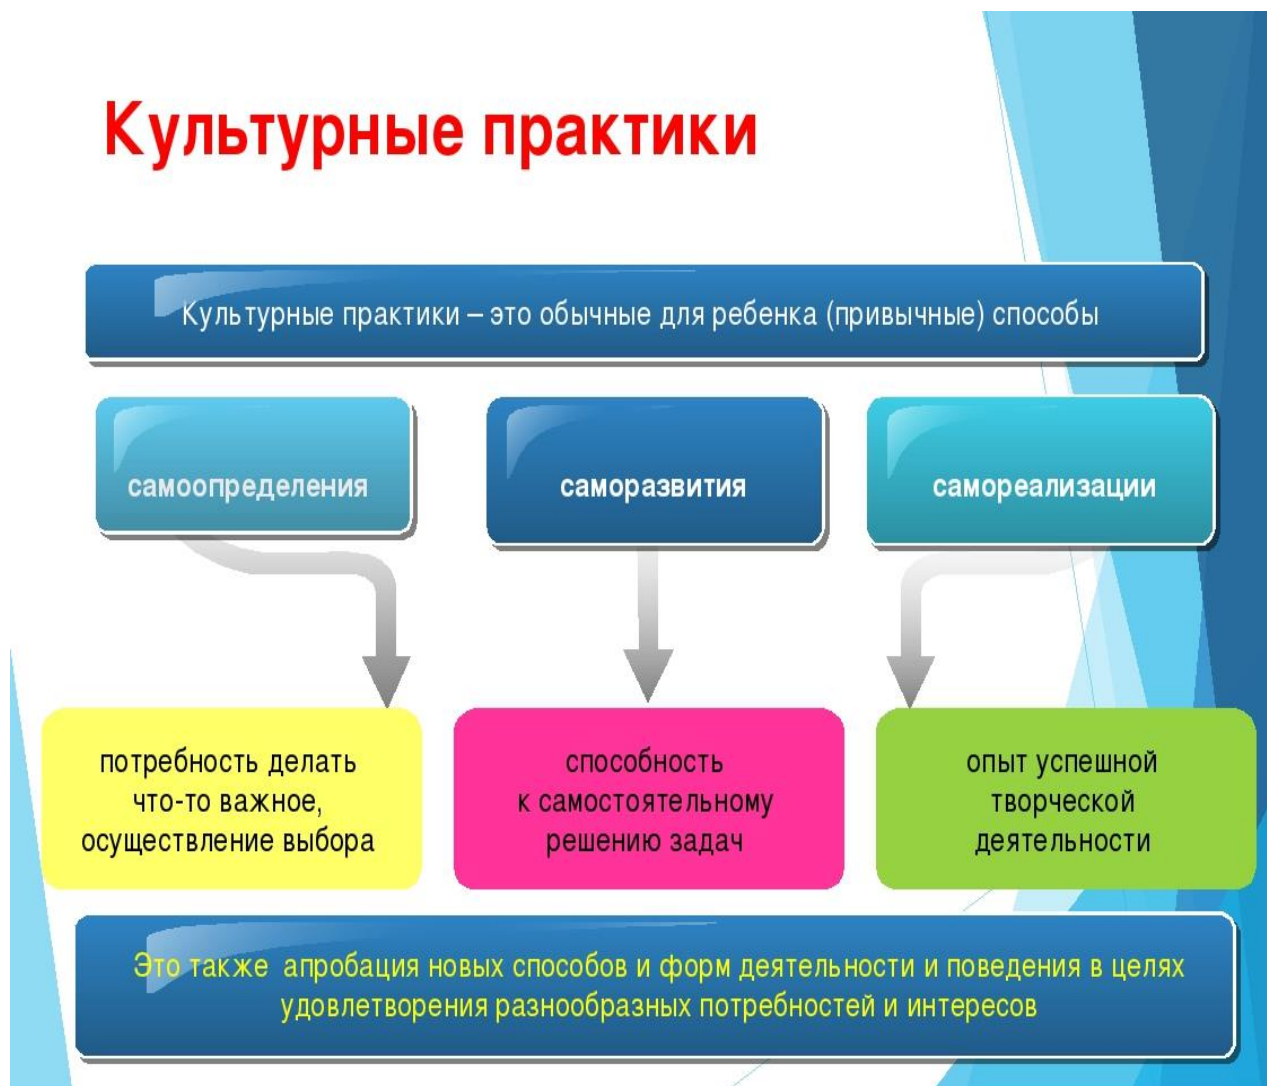 Культурные практики
Культурные практики – это обычные для ребенка (привычные) способы
самоопределения
саморазвития
самореализации
потребность делать
что-то важное,
осуществление выбора
способность
к самостоятельному
решению задач
опыт успешной
творческой
деятельности
Это также апробация новых способов и форм деятельности и поведения в целях
удовлетворения разнообразных потребностей и интересов